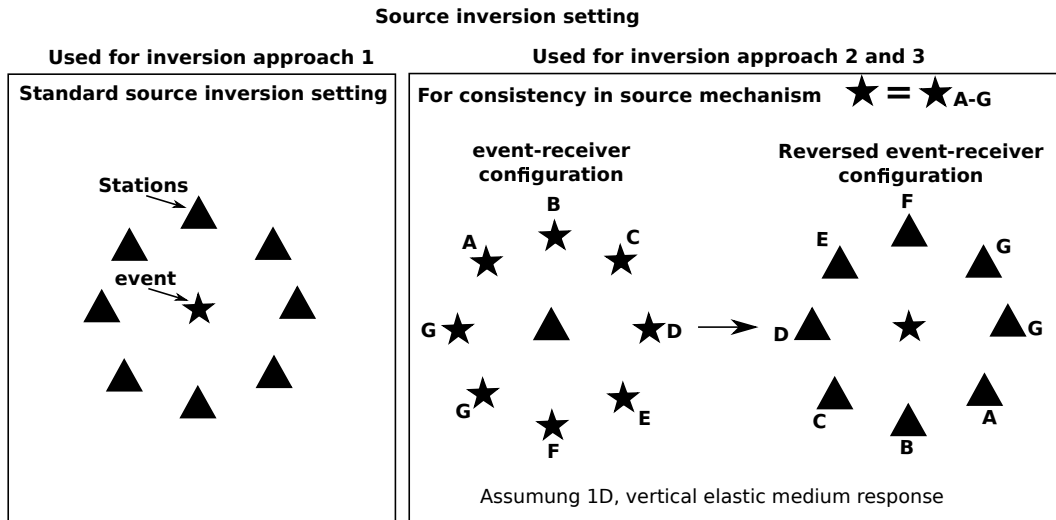 Source inversion setting
Used for inversion approach 1
Used for inversion approach 2 and 3
Standard source inversion setting
Stations
event
For consistency in source mechanism
=
A-G
event-receiver
configuration
B
A
C
G
D
G
E
F
Reversed event-receiver
configuration
F
E
G
D
G
C
A
B
Assumung 1D, vertical elastic medium response